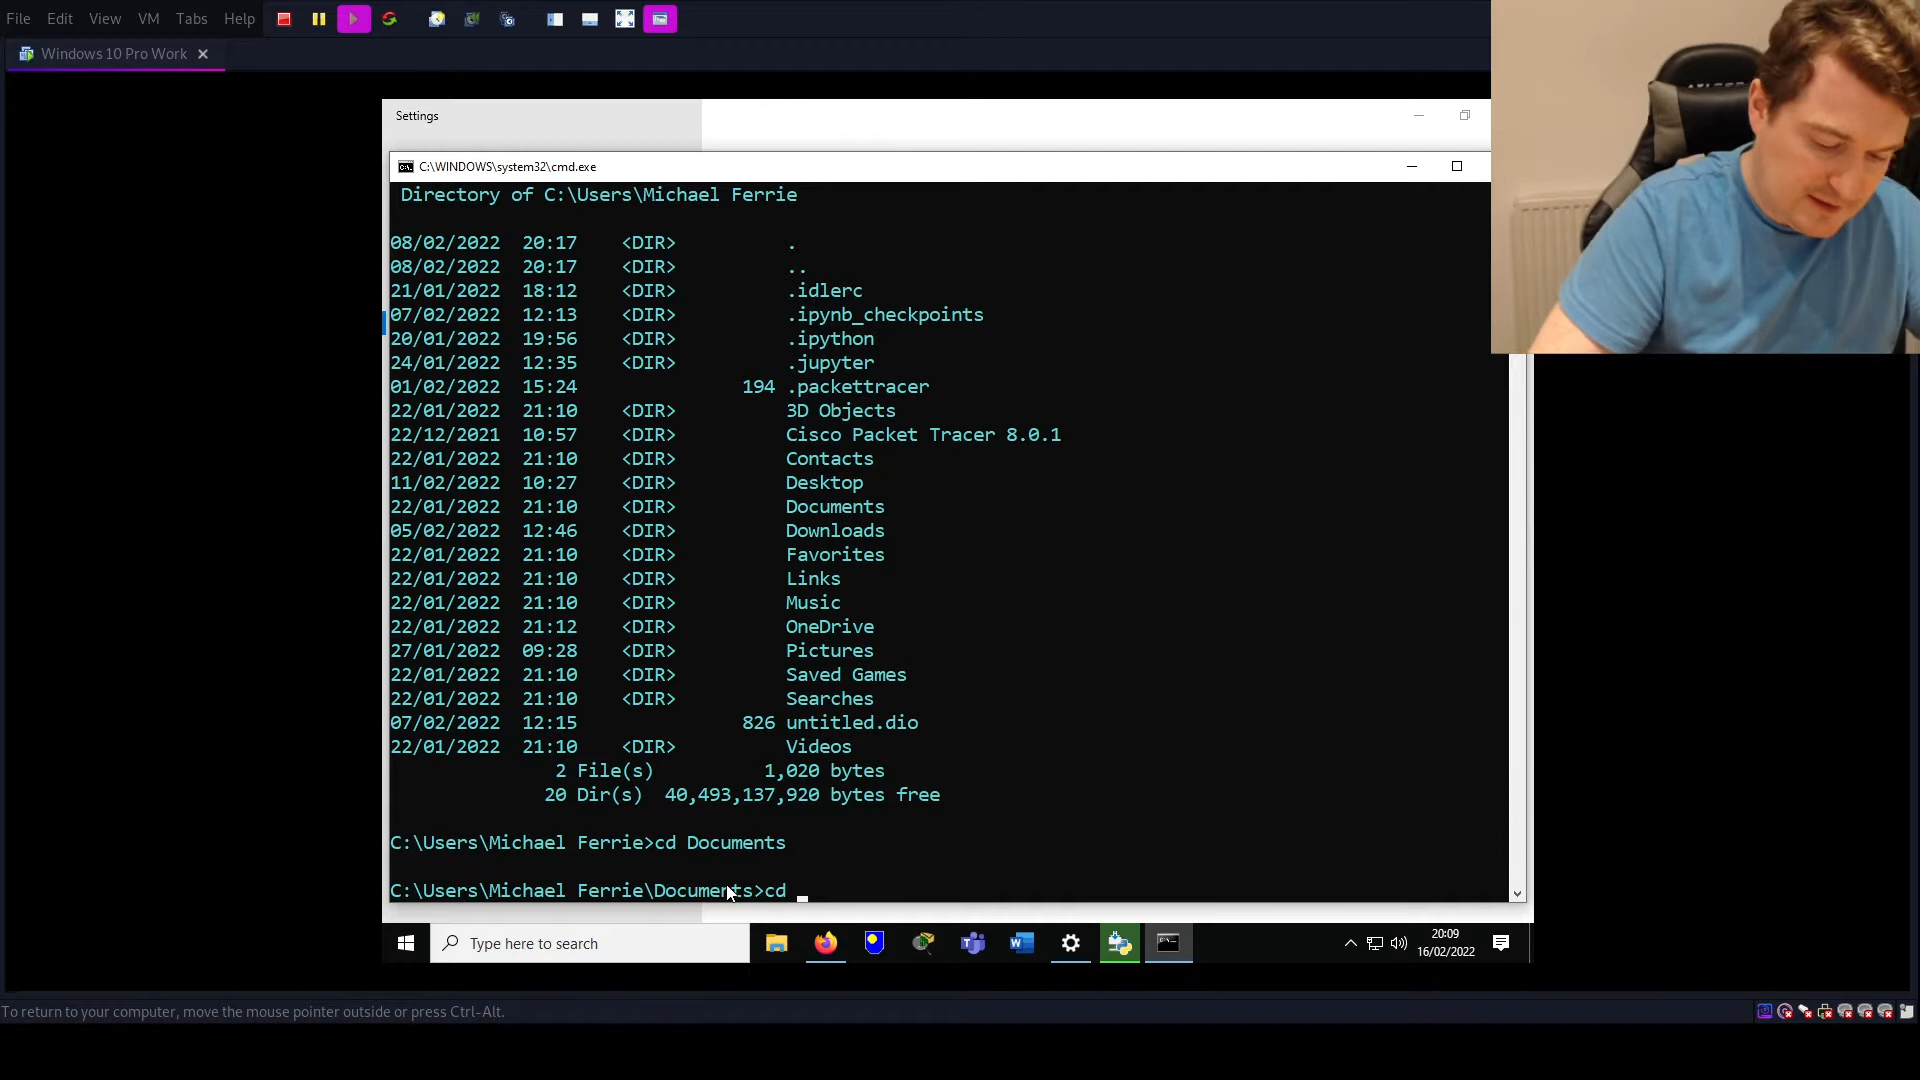 File Edit View VM Tabs Help
Windows 10 Pro Work
Settings
C:\WINDOWS\system32\cmd.exe
Directory of C:\Users\Michael Ferrie
08/02/2022 20:17 <DIR> .
08/02/2022 20:17 <DIR> ..
21/01/2022 18:12 <DIR> .idlerc
07/02/2022 12:13 <DIR> .ipynb_checkpoints
20/01/2022 19:56 <DIR> .ipython
24/01/2022 12:35 <DIR> .jupyter
01/02/2022 15:24 194 .packettracer
22/01/2022 21:10 <DIR> 3D Objects
22/12/2021 10:57 <DIR> Cisco Packet Tracer 8.0.1
22/01/2022 21:10 <DIR> Contacts
11/02/2022 10:27 <DIR> Desktop
22/01/2022 21:10 <DIR> Documents
05/02/2022 12:46 <DIR> Downloads
22/01/2022 21:10 <DIR> Favorites
22/01/2022 21:10 <DIR> Links
22/01/2022 21:10 <DIR> Music
22/01/2022 21:12 <DIR> OneDrive
27/01/2022 09:28 <DIR> Pictures
22/01/2022 21:10 <DIR> Saved Games
22/01/2022 21:10 <DIR> Searches
07/02/2022 12:15 826 untitled.dio
22/01/2022 21:10 <DIR> Videos
2 File(s) 1,020 bytes
20 Dir(s) 40,493,137,920 bytes free
C:\Users\Michael Ferrie>cd Documents
C:\Users\Michael Ferrie\Documents>cd
Type here to search
20:09
16/02/2022
To return to your computer, move the mouse pointer outside or press Ctrl-Alt.